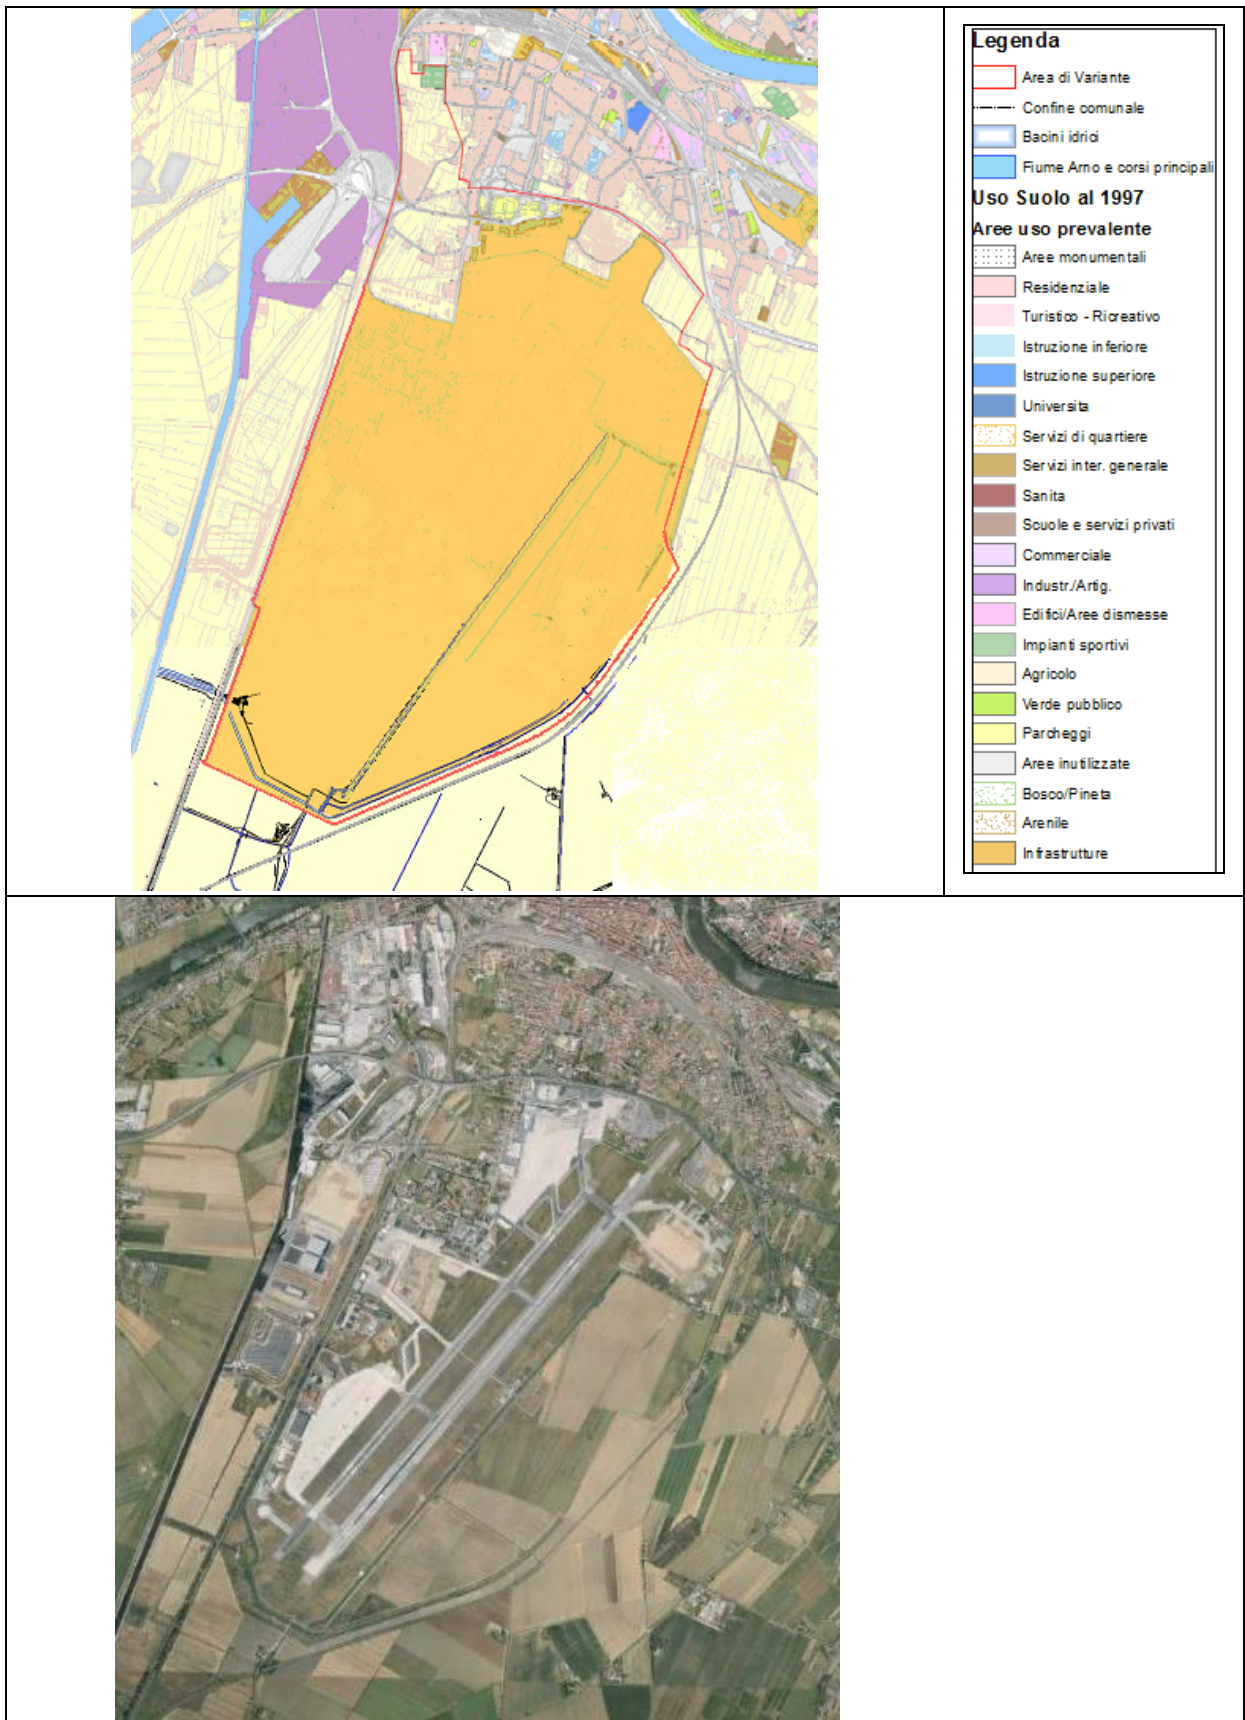 Legenda
Area di Variante
Confine comunale
Bacini idrici
Fiume Arno e corsi principali
Uso Suolo al 1997
Aree uso prevalente
Aree monumentali
Residenziale
Turistico - Ricreativo
Istruzione inferiore
Istruzione superiore
Universita
Servizi di quartiere
Servizi inter. generale
Sanita
Scuole e servizi privati
Commerciale
Industr./Artig.
Edifici/Aree dismesse
Impianti sportivi
Agricolo
Verde pubblico
Parcheggi
Aree inutilizzate
Bosco/Pineta
Arenile
Infrastrutture